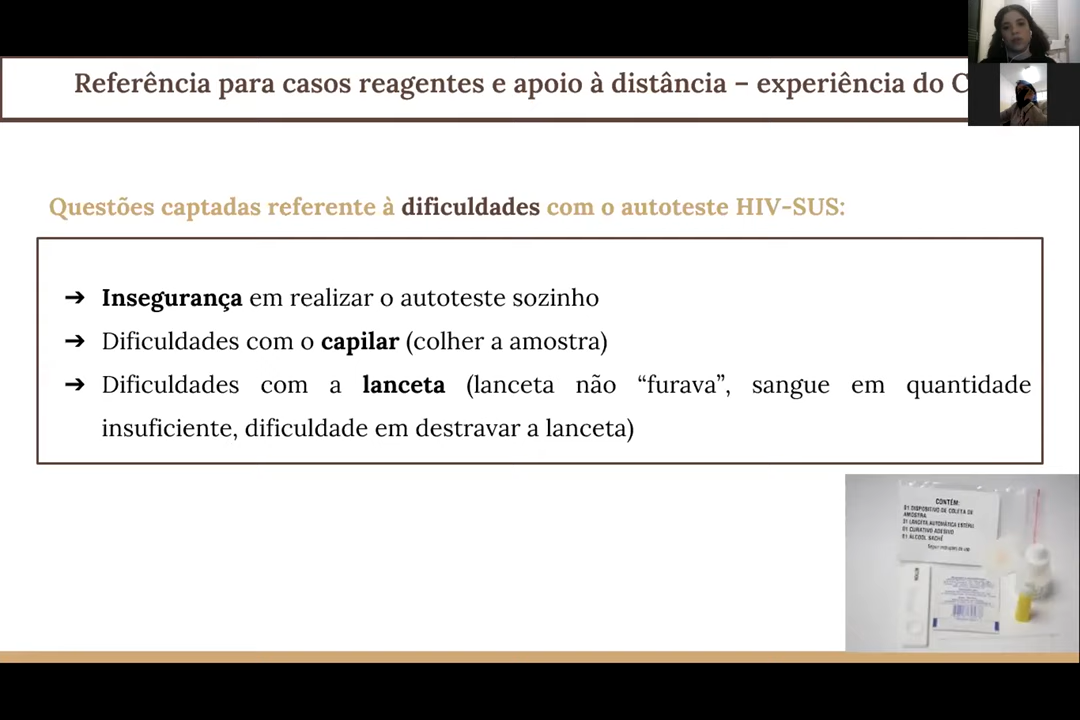 Referência para casos reagentes e apoio à distância – experiência do C
Questões captadas referente à dificuldades com o autoteste HIV-SUS:
➔ Insegurança em realizar o autoteste sozinho
➔ Dificuldades com o capilar (colher a amostra)
➔ Dificuldades com a lanceta (lanceta não “furava”, sangue em quantidade
insuficiente, dificuldade em destravar a lanceta)
CONTÉM:
01 DISPOSITIVO DE COLETA DE
AMOSTRA
01 LANCETA AUTOMÁTICA ESTÉRIL
01 CURATIVO ADESIVO
01 ÁLCOOL SACHÊ